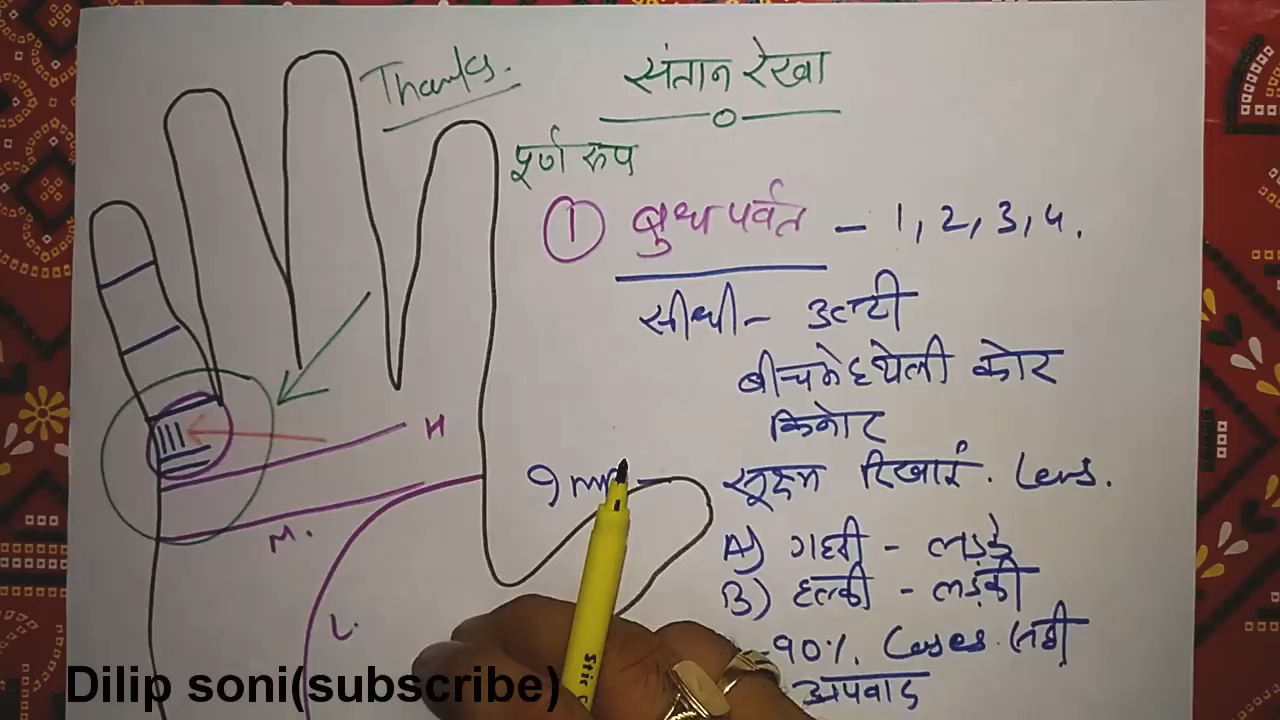 Thanks.
संतान रेखा
पूर्ण रुप
① बुध पर्वत - 1, 2, 3, 4.
सीधी - उल्टी
बीच में हथेली कोर
सूक्ष्म दिखाई. Lens.
A) गहरी - लड़के
B) हल्की - लड़की
-90%. Cases. सही
अपवाद
H
M.
L.
Dilip soni(subscribe)